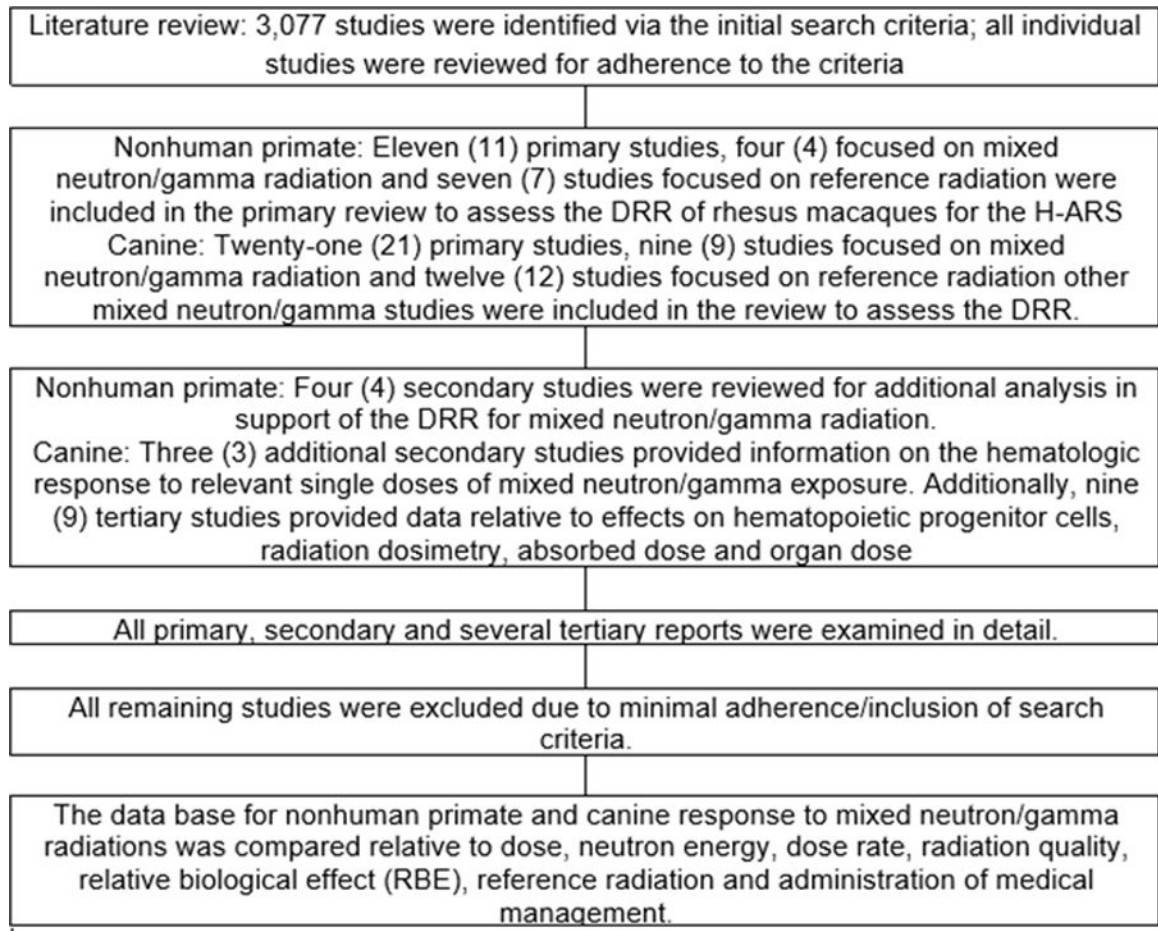 Literature review: 3,077 studies were identified via the initial search criteria; all individual
studies were reviewed for adherence to the criteria
Nonhuman primate: Eleven (11) primary studies, four (4) focused on mixed
neutron/gamma radiation and seven (7) studies focused on reference radiation were
included in the primary review to assess the DRR of rhesus macaques for the H-ARS
Canine: Twenty-one (21) primary studies, nine (9) studies focused on mixed
neutron/gamma radiation and twelve (12) studies focused on reference radiation other
mixed neutron/gamma studies were included in the review to assess the DRR.
Nonhuman primate: Four (4) secondary studies were reviewed for additional analysis in
support of the DRR for mixed neutron/gamma radiation.
Canine: Three (3) additional secondary studies provided information on the hematologic
response to relevant single doses of mixed neutron/gamma exposure. Additionally, nine
(9) tertiary studies provided data relative to effects on hematopoietic progenitor cells,
radiation dosimetry, absorbed dose and organ dose
All primary, secondary and several tertiary reports were examined in detail.
All remaining studies were excluded due to minimal adherence/inclusion of search
criteria.
The data base for nonhuman primate and canine response to mixed neutron/gamma
radiations was compared relative to dose, neutron energy, dose rate, radiation quality,
relative biological effect (RBE), reference radiation and administration of medical
management.